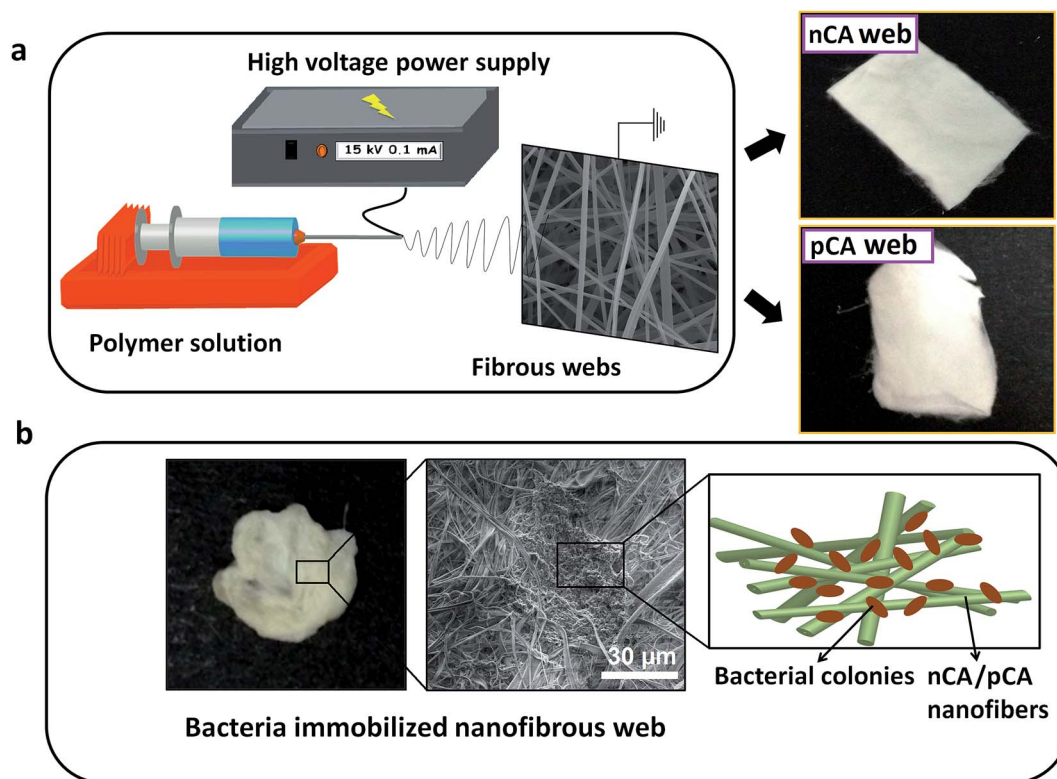 a
High voltage power supply
15 kV 0.1 mA
Polymer solution
Fibrous webs
nCA web
pCA web
b
30 µm
Bacterial colonies
nCA/pCA
nanofibers
Bacteria immobilized nanofibrous web